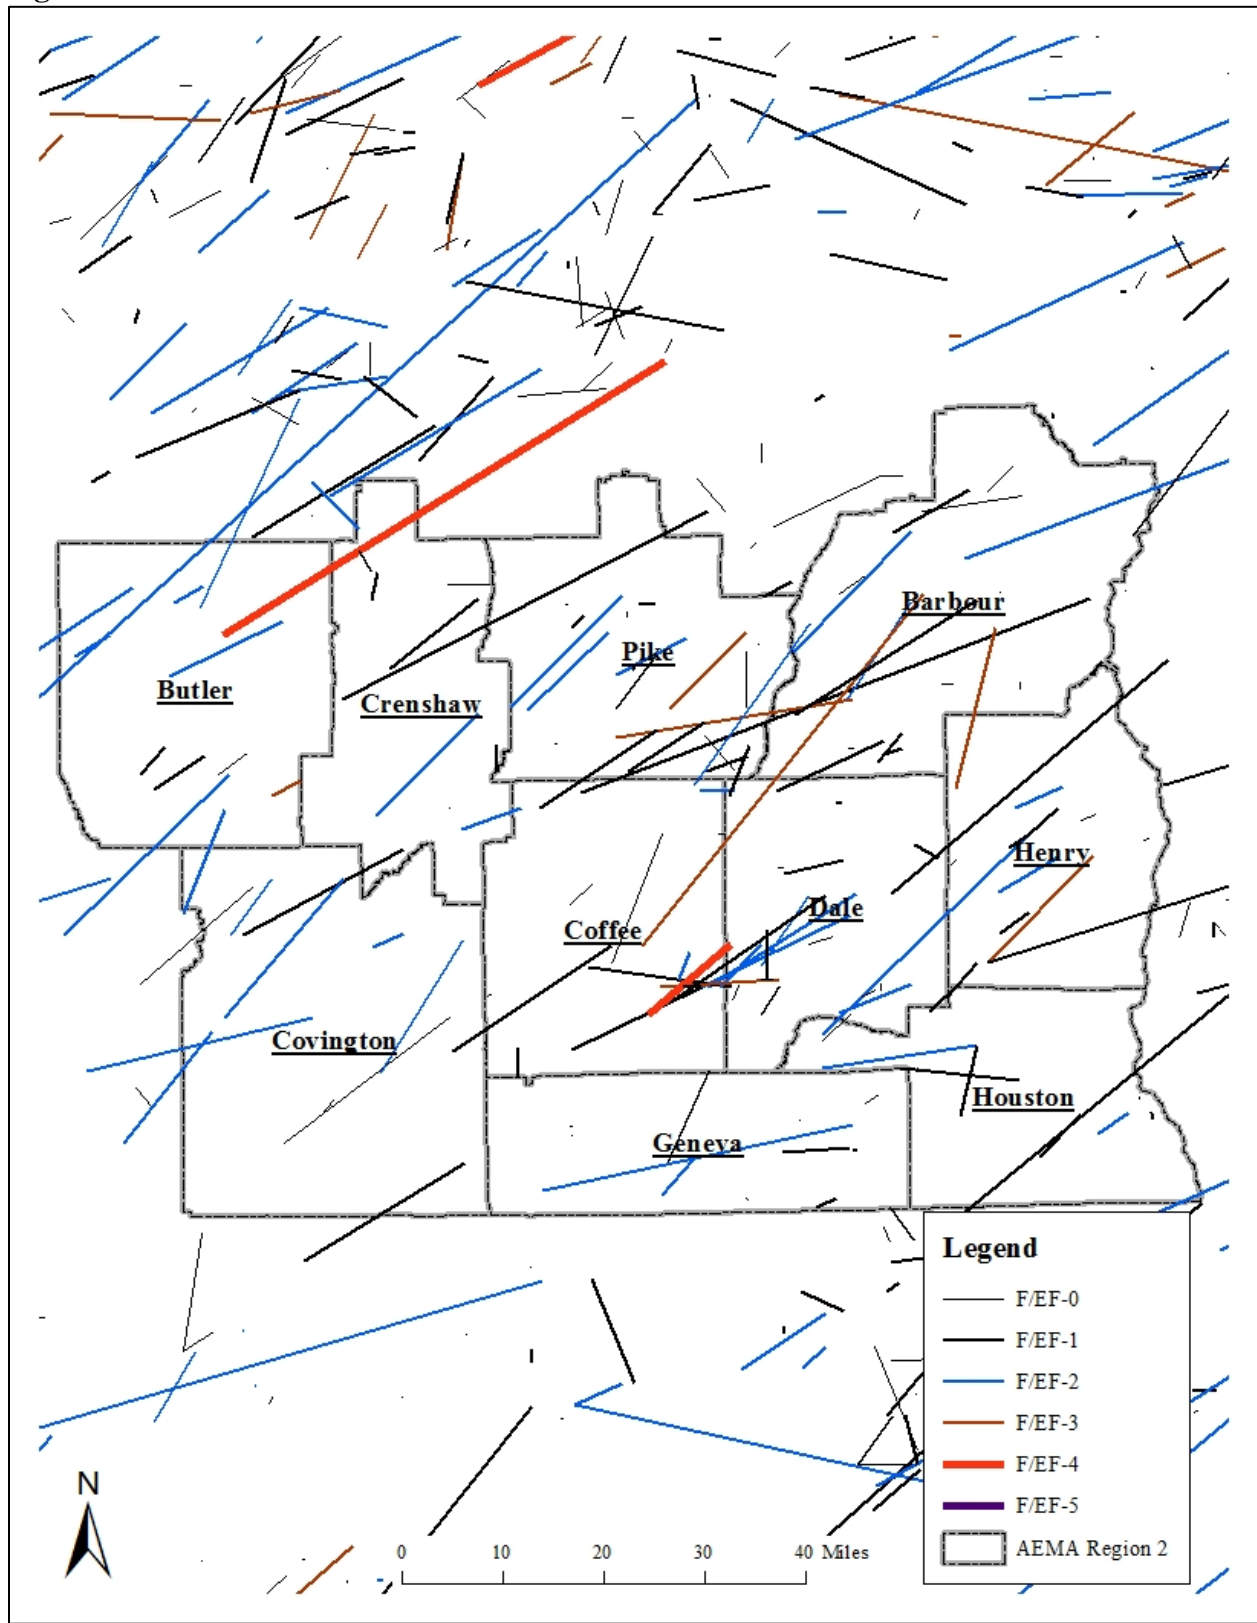 Barbour
Pike
Butler
Crenshaw
Henry
Dale
Coffee
Covington
Houston
Geneva
Legend
F/EF-0
F/EF-1
F/EF-2
F/EF-3
F/EF-4
F/EF-5
AEMA Region 2
N
0 10 20 30 40 Miles